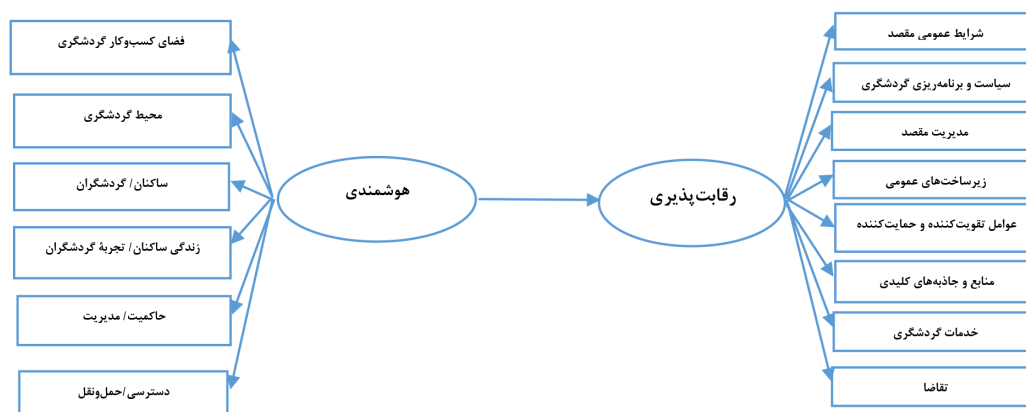 شرایط عمومی مقصد
سیاست و برنامه‌ریزی گردشگری
مدیریت مقصد
زیرساخت‌های عمومی
عوامل تقویت‌کننده و حمایت‌کننده
منابع و جاذبه‌های کلیدی
خدمات گردشگری
تقاضا
رقابت‌پذیری
هوشمندی
فضای کسب‌وکار گردشگری
محیط گردشگری
ساکنان/ گردشگران
زندگی ساکنان/ تجربهٔ گردشگران
حاکمیت/ مدیریت
دسترسی/حمل‌ونقل